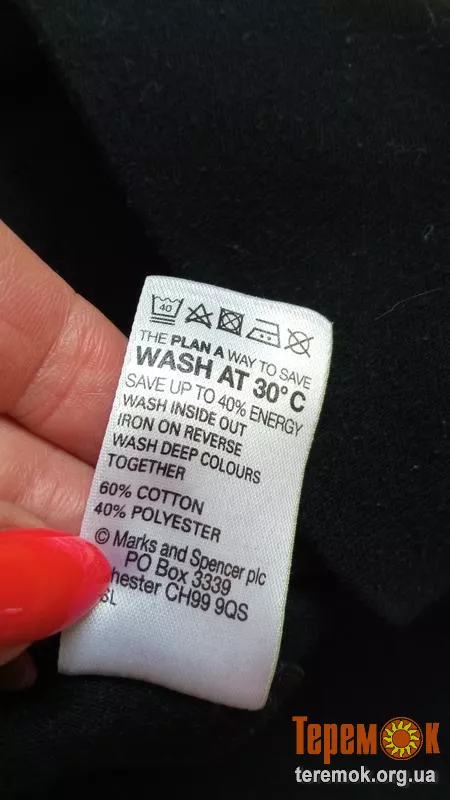 40
THE PLAN A WAY TO SAVE
WASH AT 30°C
SAVE UP TO 40% ENERGY
WASH INSIDE OUT
IRON ON REVERSE
WASH DEEP COLOURS
TOGETHER
60% COTTON
40% POLYESTER
© Marks and Spencer plc
PO Box 3339
hester CH99 9QS
SL
Теремок
teremok.org.ua